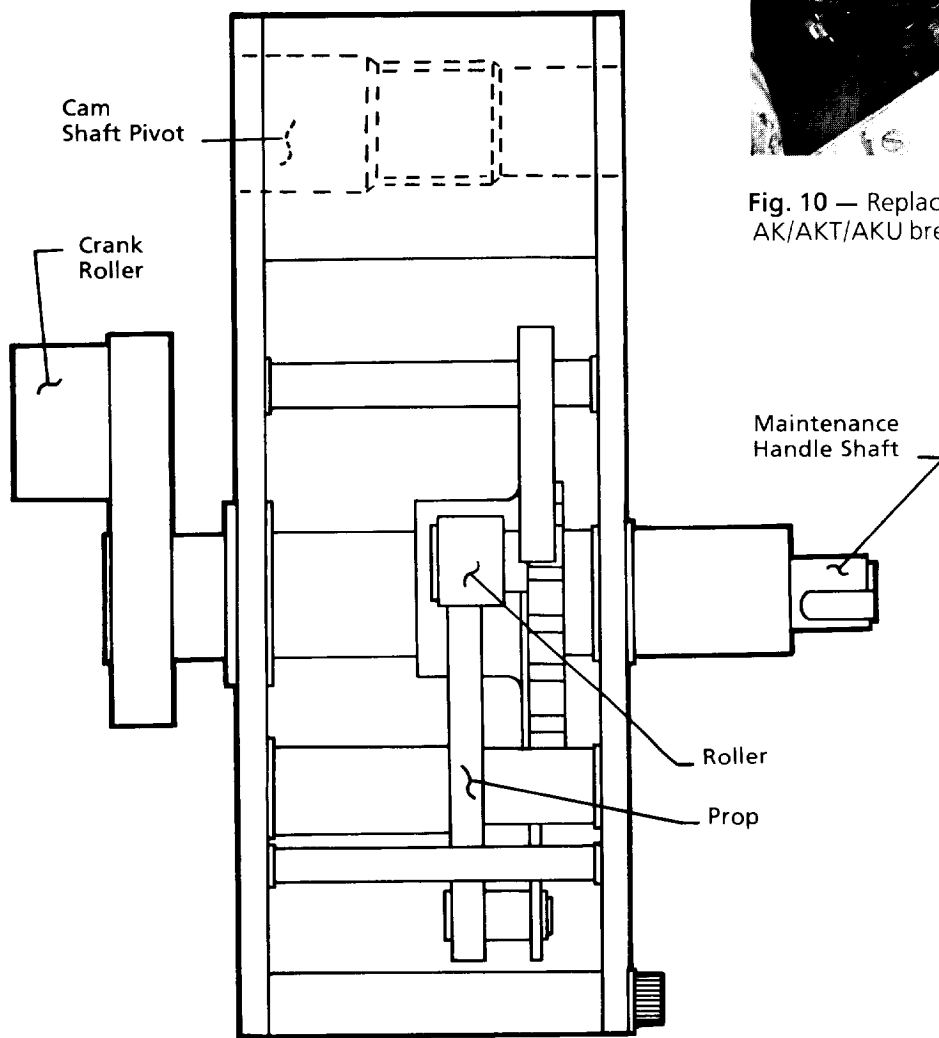 Cam
Shaft Pivot
Crank
Roller
Fig. 10 — Replac
AK/AKT/AKU bre
Maintenance
Handle Shaft
Roller
Prop